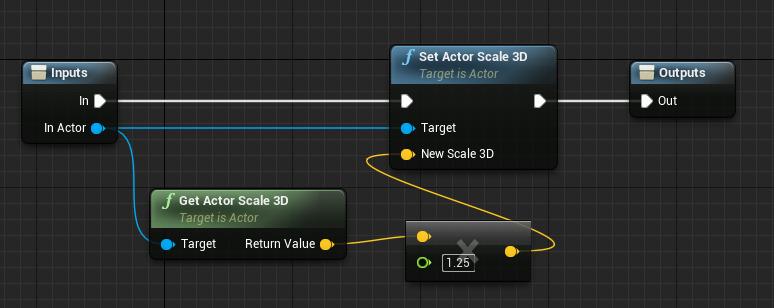 Inputs
In
In Actor
f Set Actor Scale 3D
Target is Actor
Target
New Scale 3D
Outputs
Out
f Get Actor Scale 3D
Target is Actor
Target Return Value
1.25